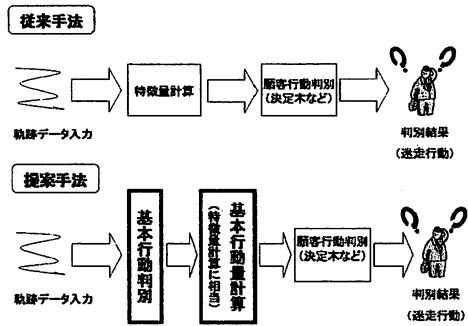 従来手法
軌跡データ入力
特徴量計算
顧客行動判別
(決定木など)
判別結果
(迷走行動)
提案手法
軌跡データ入力
基本行動判別
基本行動量計算
(特徴量計算に相当)
顧客行動判別
(決定木など)
判別結果
(迷走行動)